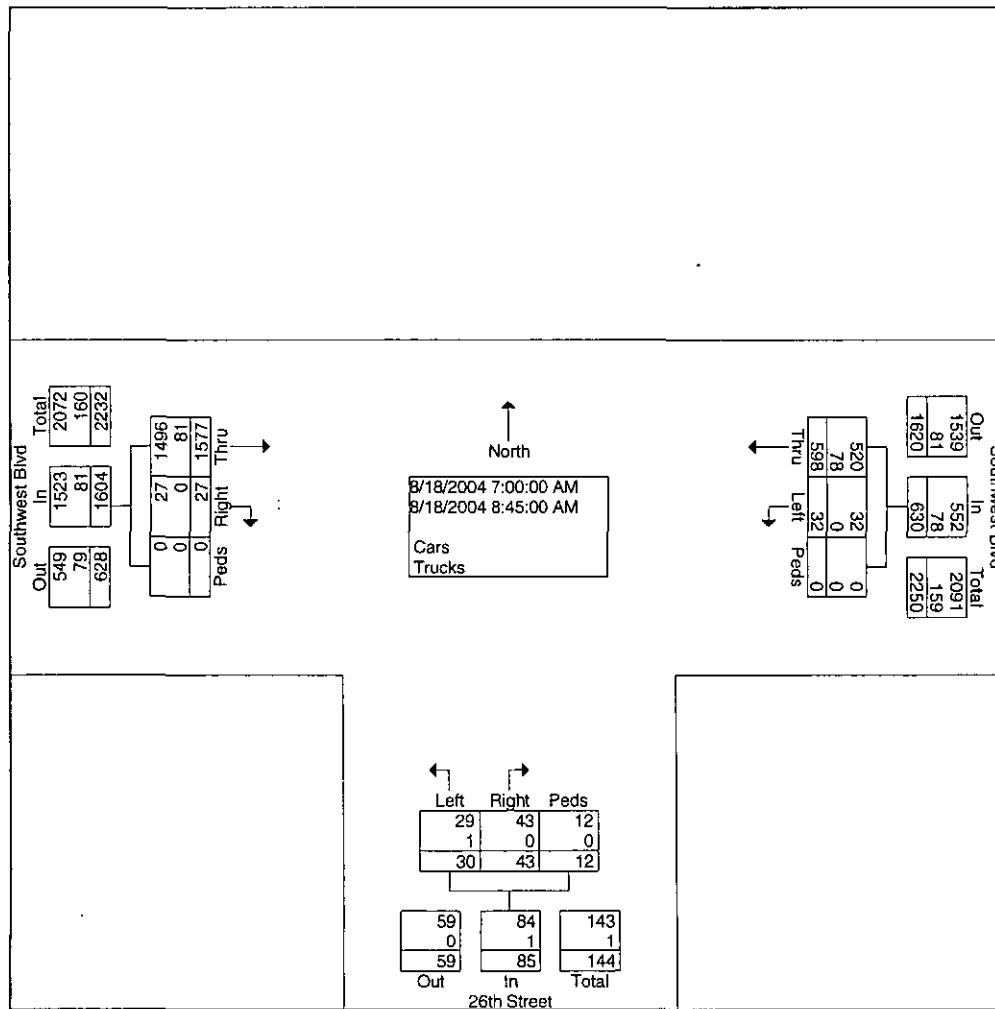 North
8/18/2004 7:00:00 AM
8/18/2004 8:45:00 AM
Cars
Trucks
Southwest Blvd
Total
2072
160
2232
In
1523
81
1604
Out
549
79
628
Thru
1496
81
1577
Right
27
0
27
Peds
0
0
0
Out
1539
81
1620
In
552
78
630
Total
2091
159
2250
Thru
520
78
598
Left
32
0
32
Peds
0
0
0
Left Right Peds
29 43 12
1 0 0
30 43 12
59 84 143
0 1 1
59 85 144
Out In Total
26th Street